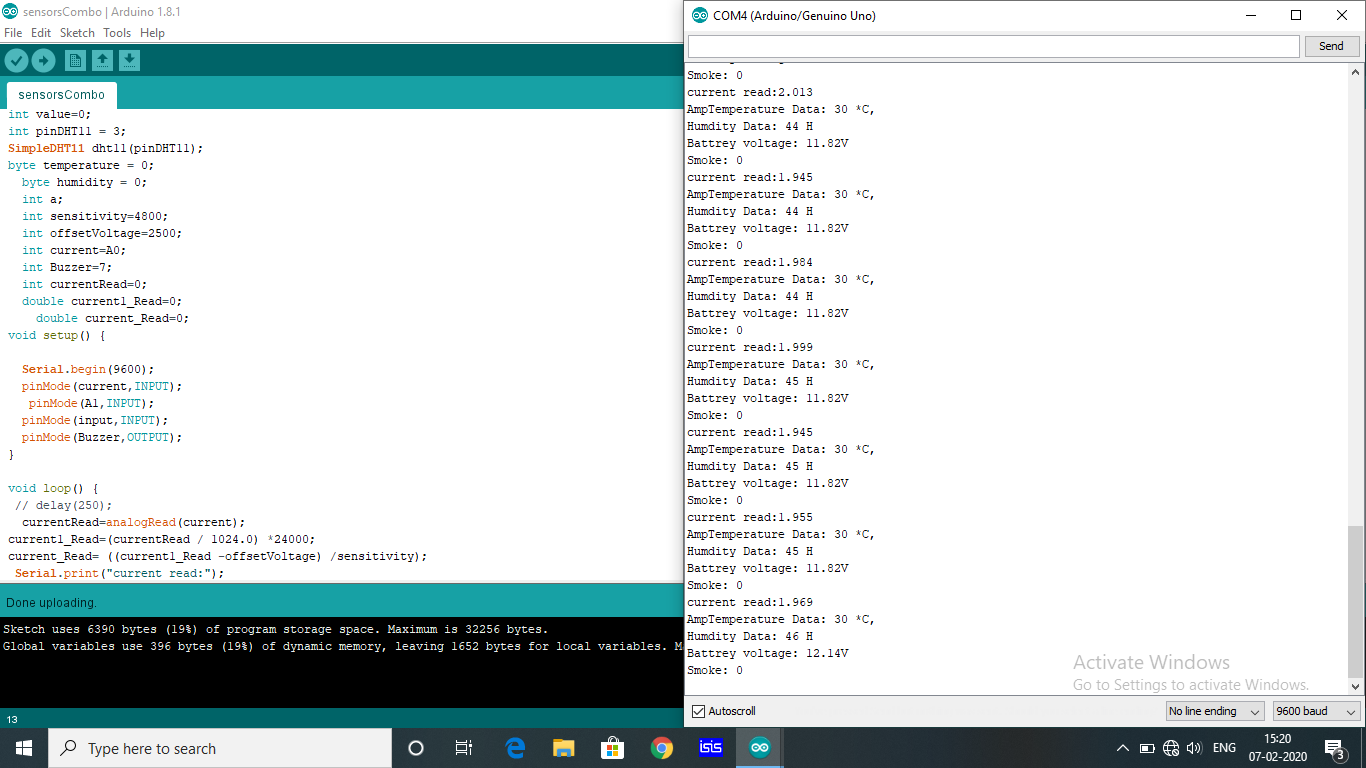 sensorsCombo | Arduino 1.8.1
File Edit Sketch Tools Help
sensorsCombo
int value=0;
int pinDHT11 = 3;
SimpleDHT11 dht11(pinDHT11);
byte temperature = 0;
byte humidity = 0;
int a;
int sensitivity=4800;
int offsetVoltage=2500;
int current=A0;
int Buzzer=7;
int currentRead=0;
double current1_Read=0;
double current_Read=0;
void setup() {
Serial.begin(9600);
pinMode(current,INPUT);
pinMode(A1,INPUT);
pinMode(input,INPUT);
pinMode(Buzzer,OUTPUT);
}
void loop() {
// delay(250);
currentRead=analogRead(current);
current1_Read=(currentRead / 1024.0) *24000;
current_Read= ((current1_Read -offsetVoltage) /sensitivity);
Serial.print("current read:");
Done uploading.
Sketch uses 6390 bytes (19%) of program storage space. Maximum is 32256 bytes.
Global variables use 396 bytes (19%) of dynamic memory, leaving 1652 bytes for local variables.
13
COM4 (Arduino/Genuino Uno)
Send
Smoke: 0
current read:2.013
AmpTemperature Data: 30 *C,
Humdity Data: 44 H
Battrey voltage: 11.82V
Smoke: 0
current read:1.945
AmpTemperature Data: 30 *C,
Humdity Data: 44 H
Battrey voltage: 11.82V
Smoke: 0
current read:1.984
AmpTemperature Data: 30 *C,
Humdity Data: 44 H
Battrey voltage: 11.82V
Smoke: 0
current read:1.999
AmpTemperature Data: 30 *C,
Humdity Data: 45 H
Battrey voltage: 11.82V
Smoke: 0
current read:1.945
AmpTemperature Data: 30 *C,
Humdity Data: 45 H
Battrey voltage: 11.82V
Smoke: 0
current read:1.955
AmpTemperature Data: 30 *C,
Humdity Data: 45 H
Battrey voltage: 11.82V
Smoke: 0
current read:1.969
AmpTemperature Data: 30 *C,
Humdity Data: 46 H
Battrey voltage: 12.14V
Smoke: 0
Activate Windows
Go to Settings to activate Windows.
Autoscroll
No line ending
9600 baud
Type here to search
isis
ENG
15:20
07-02-2020
3